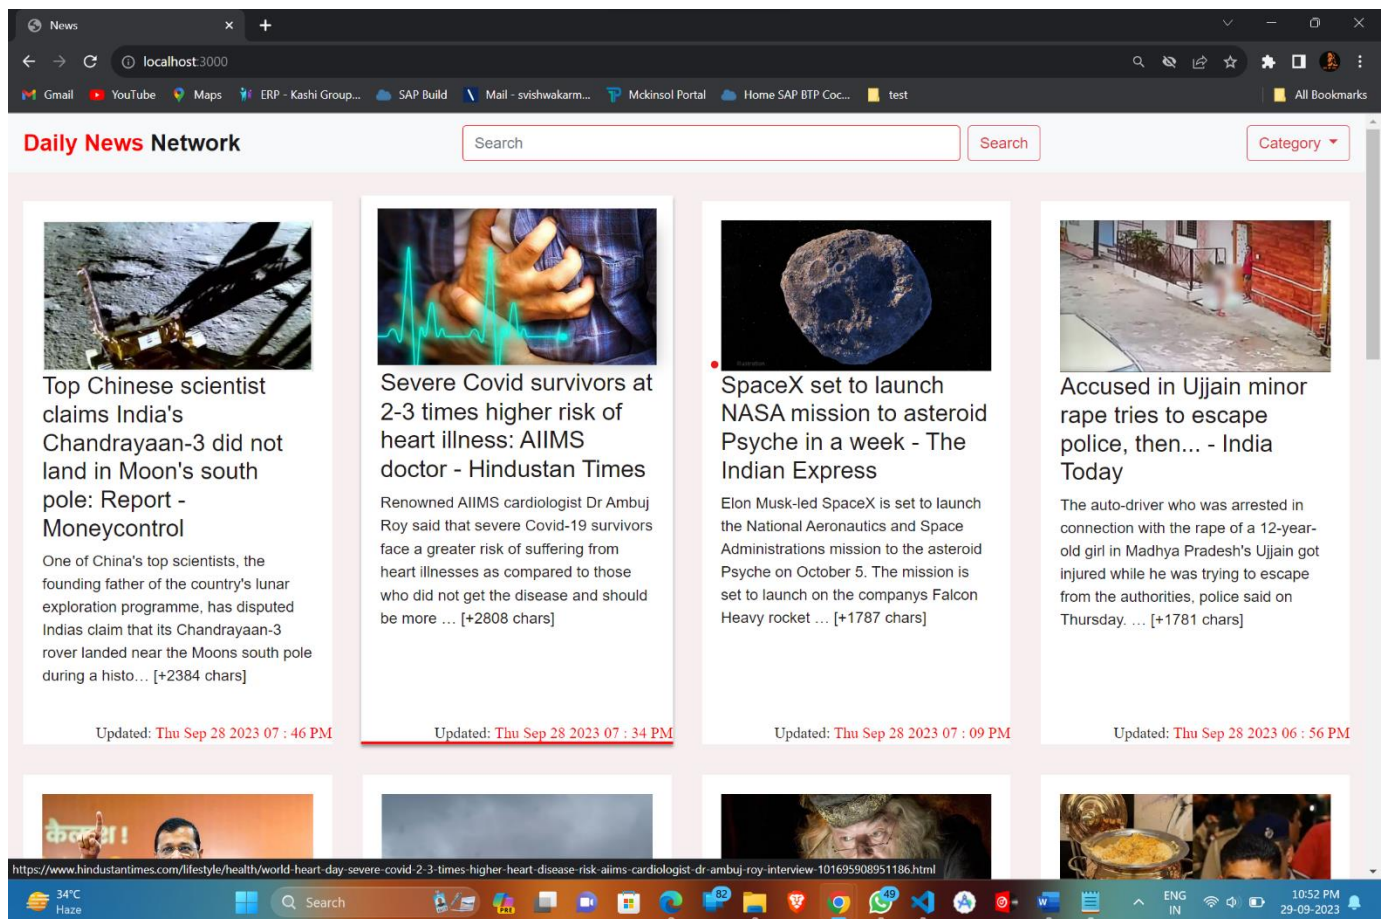 News
localhost:3000
Gmail YouTube Maps ERP - Kashi Group... SAP Build Mail - svishwakarm... Mckinsol Portal Home SAP BTP Coc... test All Bookmarks
Daily News Network
Search
Search
Category
Top Chinese scientist
claims India's
Chandrayaan-3 did not
land in Moon's south
pole: Report -
Moneycontrol
One of China's top scientists, the
founding father of the country's lunar
exploration programme, has disputed
Indias claim that its Chandrayaan-3
rover landed near the Moons south pole
during a histo… [+2384 chars]
Updated: Thu Sep 28 2023 07 : 46 PM
Severe Covid survivors at
2-3 times higher risk of
heart illness: AIIMS
doctor - Hindustan Times
Renowned AIIMS cardiologist Dr Ambuj
Roy said that severe Covid-19 survivors
face a greater risk of suffering from
heart illnesses as compared to those
who did not get the disease and should
be more … [+2808 chars]
Updated: Thu Sep 28 2023 07 : 34 PM
SpaceX set to launch
NASA mission to asteroid
Psyche in a week - The
Indian Express
Elon Musk-led SpaceX is set to launch
the National Aeronautics and Space
Administrations mission to the asteroid
Psyche on October 5. The mission is
set to launch on the companys Falcon
Heavy rocket … [+1787 chars]
Updated: Thu Sep 28 2023 07 : 09 PM
Accused in Ujjain minor
rape tries to escape
police, then... - India
Today
The auto-driver who was arrested in
connection with the rape of a 12-year-
old girl in Madhya Pradesh's Ujjain got
injured while he was trying to escape
from the authorities, police said on
Thursday. … [+1781 chars]
Updated: Thu Sep 28 2023 06 : 56 PM
https://www.hindustantimes.com/lifestyle/health/world-heart-day-severe-covid-2-3-times-higher-heart-disease-risk-aiims-cardiologist-dr-ambuj-roy-interview-101695908951186.html
34°C
Haze
Search
PRE
82
49
ENG
IN
10:52 PM
29-09-2023